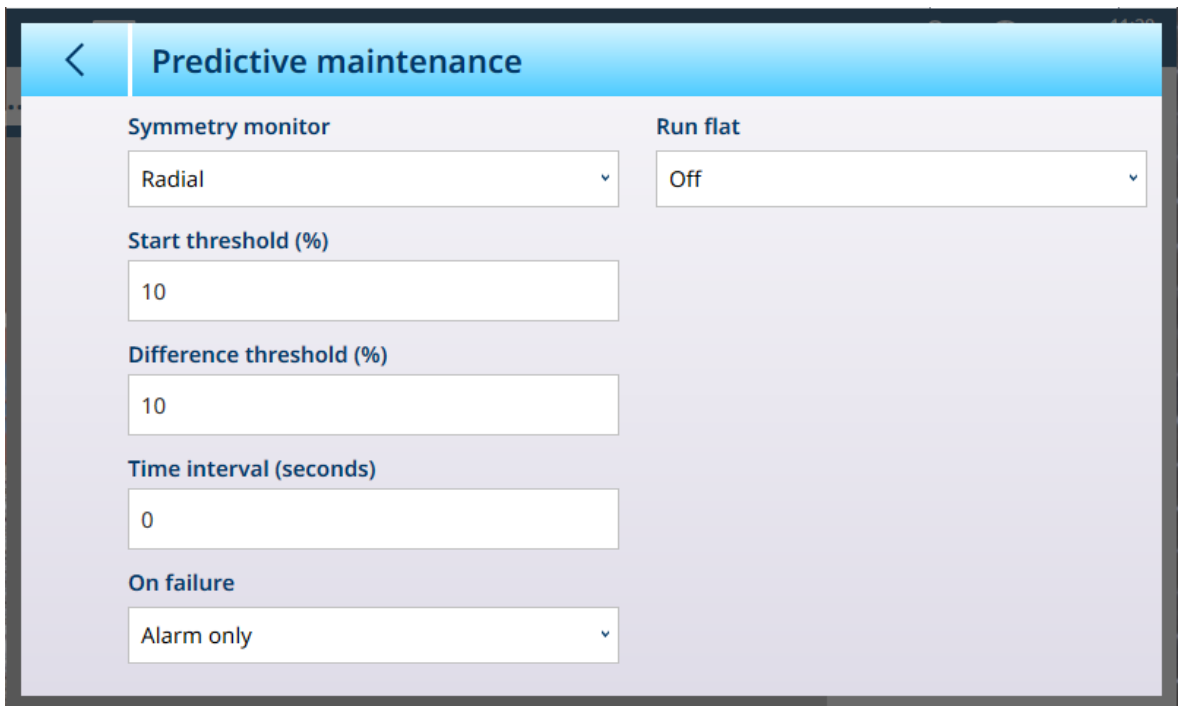 Predictive maintenance
Symmetry monitor
Radial
Start threshold (%)
10
Difference threshold (%)
10
Time interval (seconds)
0
On failure
Alarm only
Run flat
Off